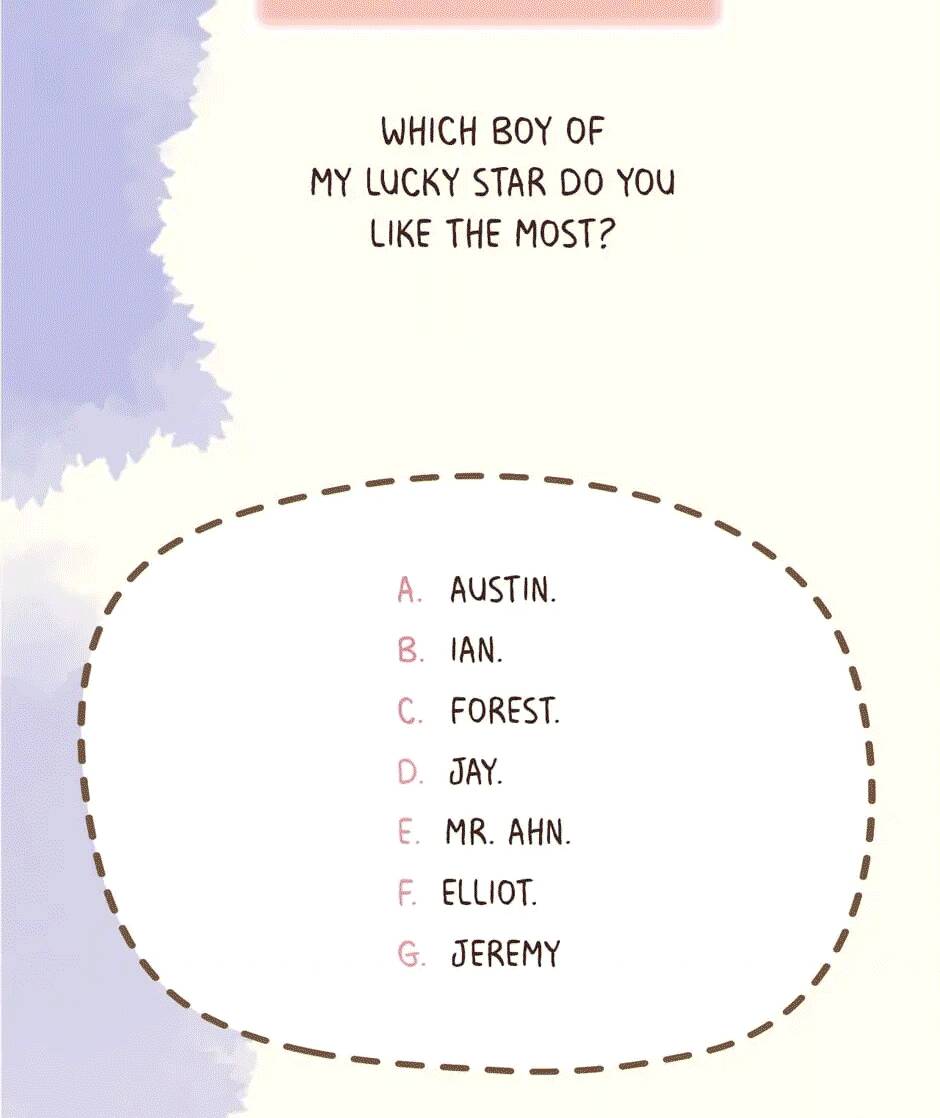 WHICH BOY OF
MY LUCKY STAR DO YOU
LIKE THE MOST?
A. AUSTIN.
B. IAN.
C. FOREST.
D. JAY.
E. MR. AHN.
F. ELLIOT.
G. JEREMY